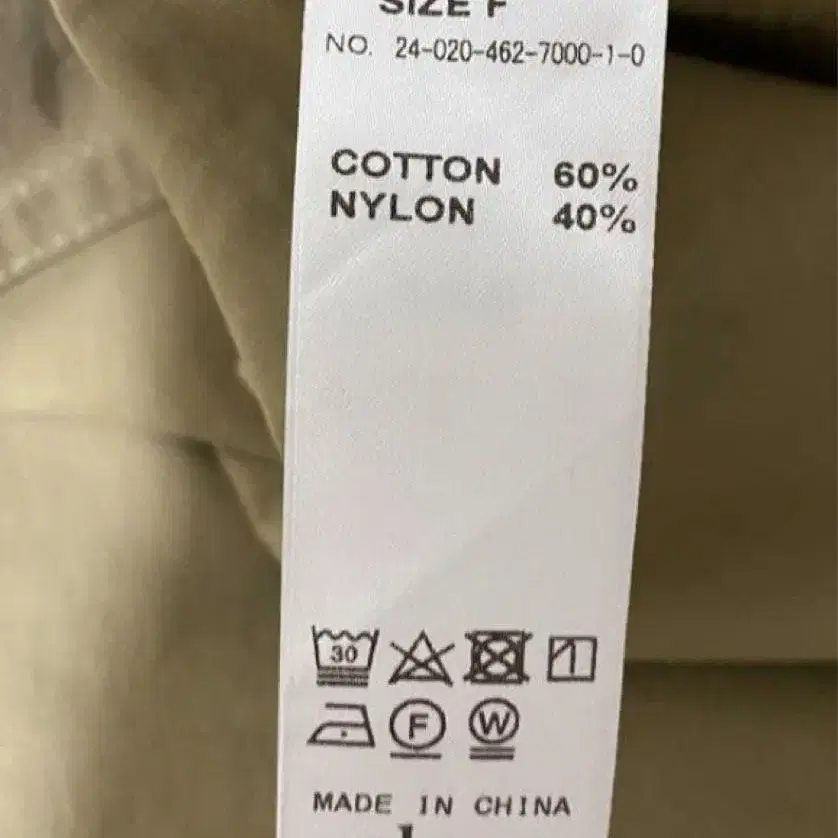 SIZE F
NO. 24-020-462-7000-1-0
COTTON 60%
NYLON 40%
30
F W
MADE IN CHINA